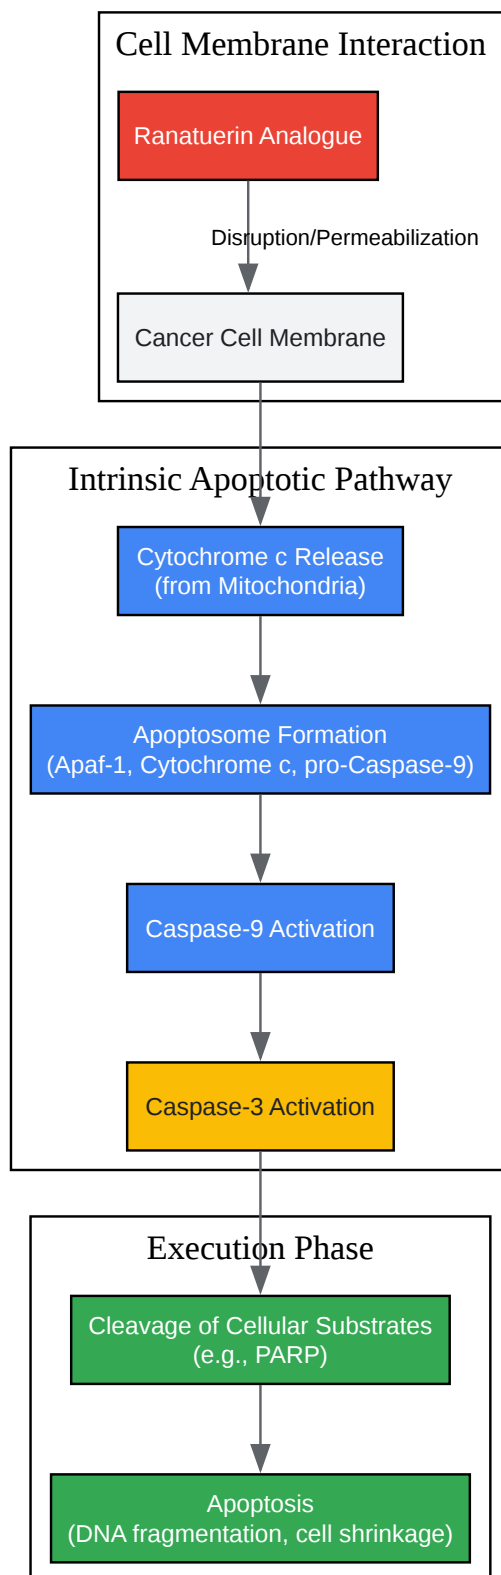 Cell Membrane Interaction
Ranatuerin Analogue
Disruption/Permeabilization
Cancer Cell Membrane
Intrinsic Apoptotic Pathway
Cytochrome c Release
(from Mitochondria)
Apoptosome Formation
(Apaf-1, Cytochrome c, pro-Caspase-9)
Caspase-9 Activation
Caspase-3 Activation
Execution Phase
Cleavage of Cellular Substrates
(e.g., PARP)
Apoptosis
(DNA fragmentation, cell shrinkage)